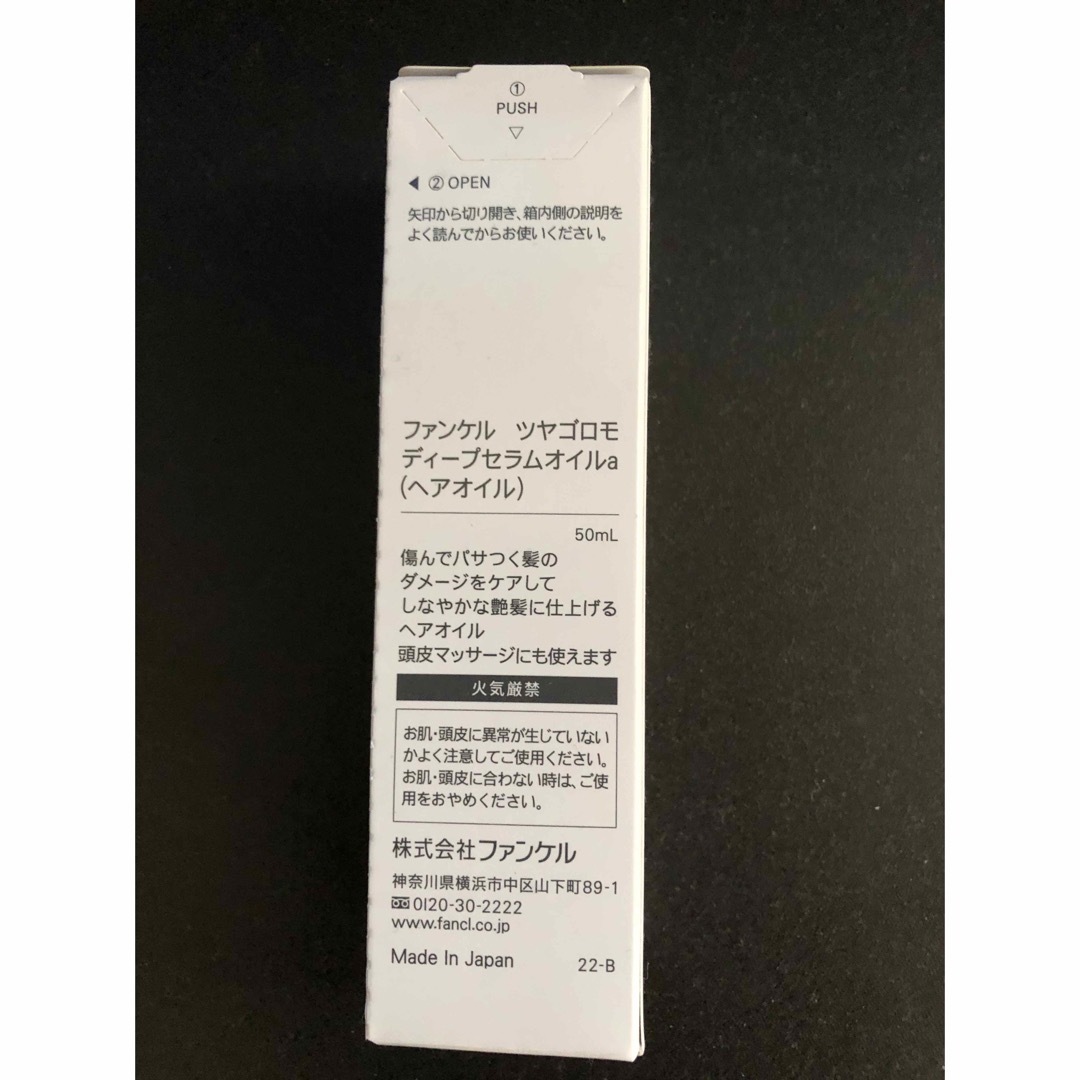 ①
PUSH
▽
◀ ② OPEN
矢印から切り開き、箱内側の説明を
よく読んでからお使いください。
ファンケル　ツヤゴロモ
ディープセラムオイルa
(ヘアオイル)
50mL
傷んでパサつく髪の
ダメージをケアして
しなやかな艶髪に仕上げる
ヘアオイル
頭皮マッサージにも使えます
火気厳禁
お肌・頭皮に異常が生じていない
かよく注意してご使用ください。
お肌・頭皮に合わない時は、ご使
用をおやめください。
株式会社ファンケル
神奈川県横浜市中区山下町89-1
0120-30-2222
www.fancl.co.jp
Made In Japan 22-B